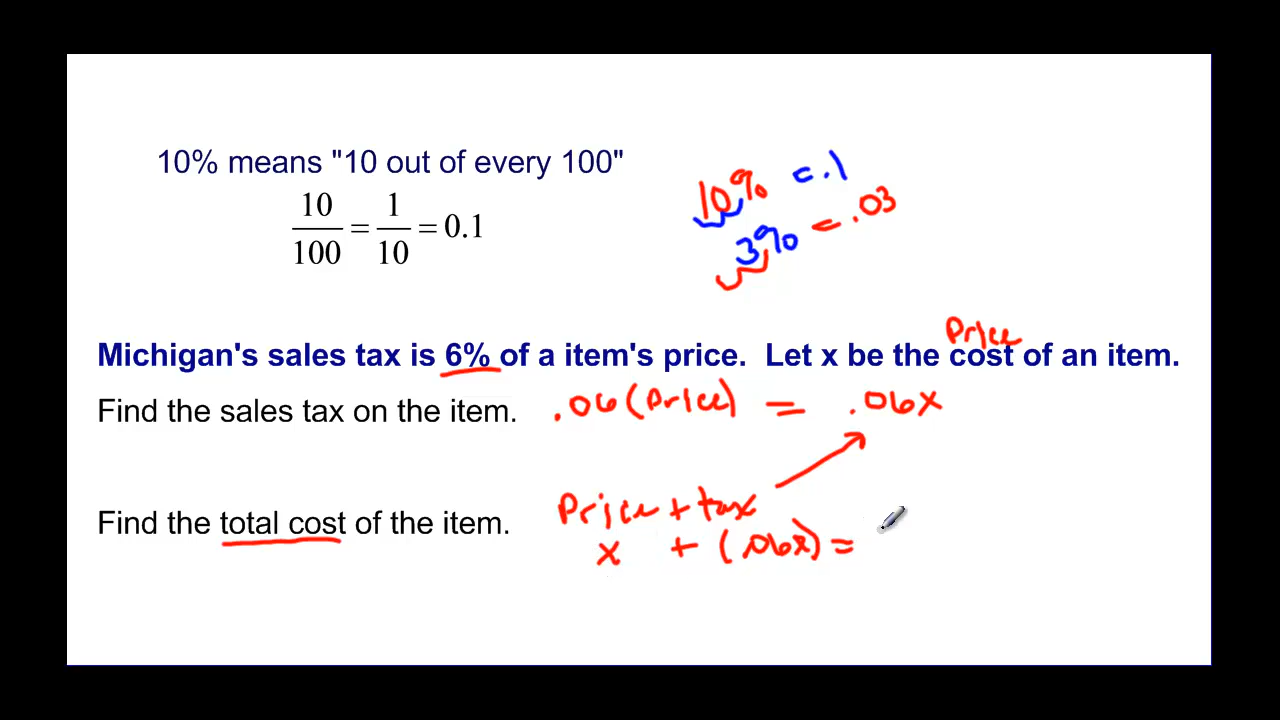 10% means "10 out of every 100"
10/100 = 1/10 = 0.1
10% = .1
3% = .03
Price
Michigan's sales tax is 6% of a item's price. Let x be the cost of an item.
Find the sales tax on the item. .06(Price) = .06x
Price + tax
Find the total cost of the item.
x + (.06x) =